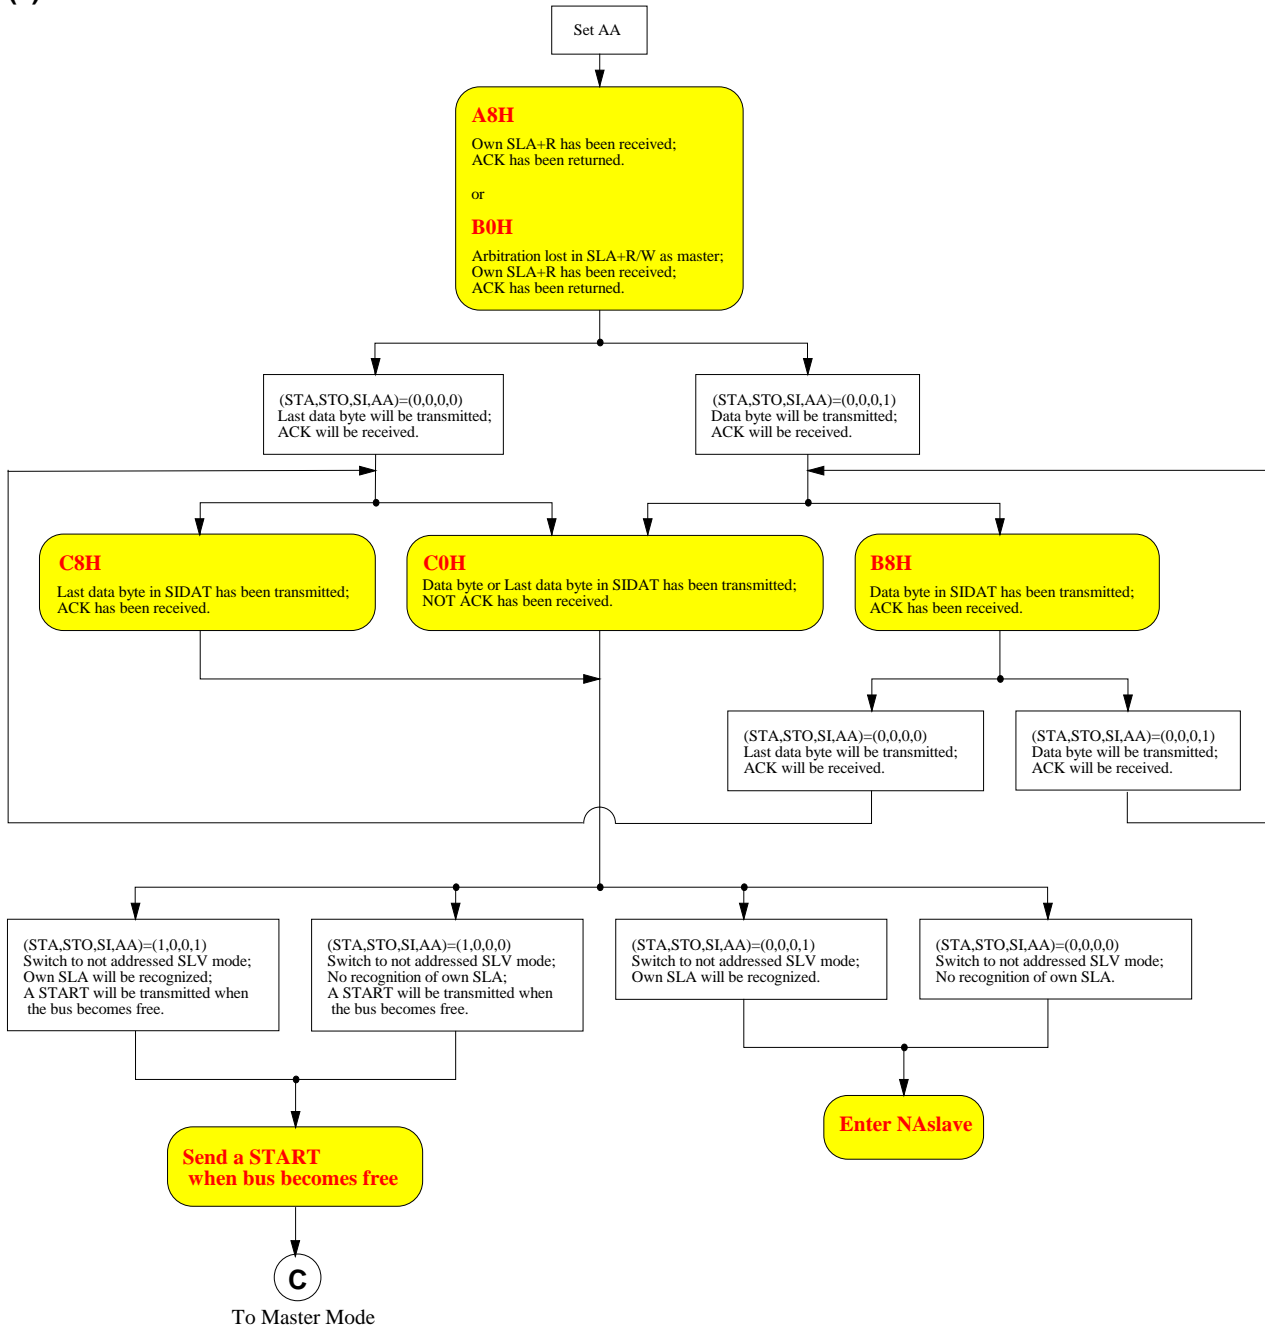 Set AA
A8H
Own SLA+R has been received;
ACK has been returned.
or
B0H
Arbitration lost in SLA+R/W as master;
Own SLA+R has been received;
ACK has been returned.
(STA,STO,SI,AA)=(0,0,0,0)
Last data byte will be transmitted;
ACK will be received.
(STA,STO,SI,AA)=(0,0,0,1)
Data byte will be transmitted;
ACK will be received.
C8H
Last data byte in SIDAT has been transmitted;
ACK has been received.
C0H
Data byte or Last data byte in SIDAT has been transmitted;
NOT ACK has been received.
B8H
Data byte in SIDAT has been transmitted;
ACK has been received.
(STA,STO,SI,AA)=(0,0,0,0)
Last data byte will be transmitted;
ACK will be received.
(STA,STO,SI,AA)=(0,0,0,1)
Data byte will be transmitted;
ACK will be received.
(STA,STO,SI,AA)=(1,0,0,1)
Switch to not addressed SLV mode;
Own SLA will be recognized;
A START will be transmitted when
the bus becomes free.
(STA,STO,SI,AA)=(1,0,0,0)
Switch to not addressed SLV mode;
No recognition of own SLA;
A START will be transmitted when
the bus becomes free.
(STA,STO,SI,AA)=(0,0,0,1)
Switch to not addressed SLV mode;
Own SLA will be recognized.
(STA,STO,SI,AA)=(0,0,0,0)
Switch to not addressed SLV mode;
No recognition of own SLA.
Enter NAslave
Send a START
when bus becomes free
C
To Master Mode